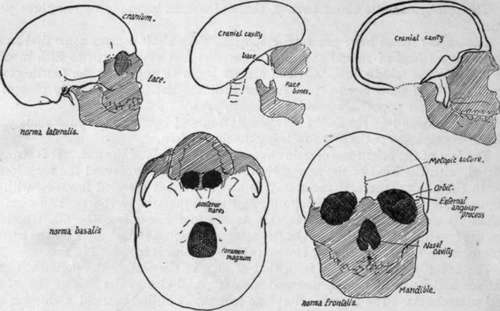 cranium.
face.
norma lateralis.
Cranial cavity
base
Face
bones.
Cranial cavity
posterior
nares
foramen
magnum
norma basalis
Metopic suture.
Orbit.
External
angular
process
Nasal
cavity
Mandible.
norma frontalis.